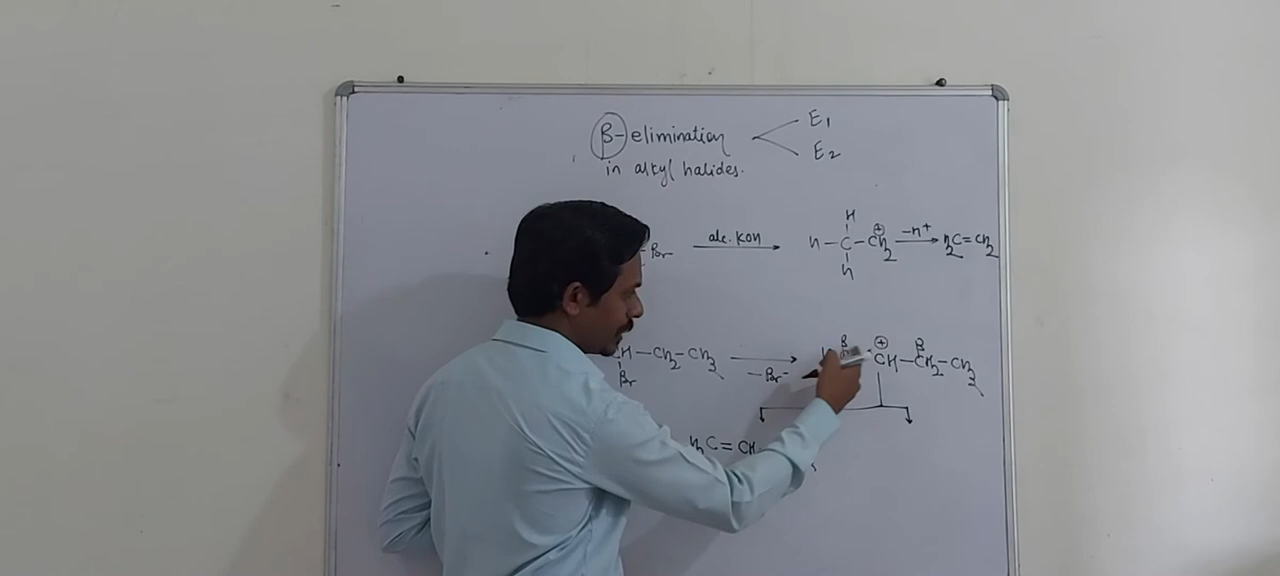 β-elimination
E1
E2
in alkyl halides.
-Br alc. KOH H H-C-CH2 ⊕ H -H+ H2C=CH2
CH-CH2-CH3 Br -Br- β ⊕ CH-CH2-CH3 β
H2C=CH